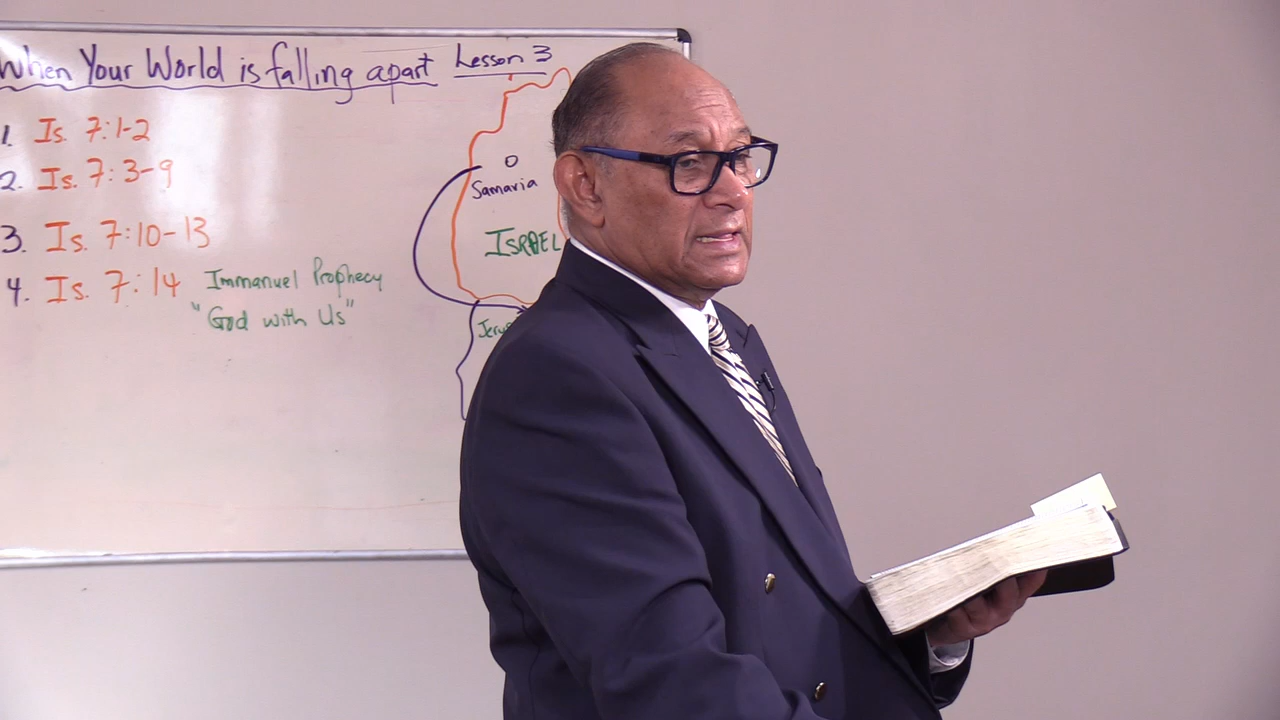 When Your World is falling apart Lesson 3
1. Is. 7:1-2
2. Is. 7:3-9
3. Is. 7:10-13
4. Is. 7:14 Immanuel Prophecy
"God with Us"
Samaria
ISRAEL